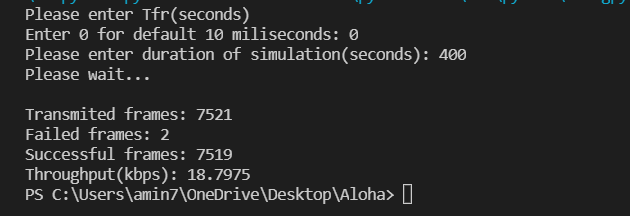 Please enter Tfr(seconds)
Enter 0 for default 10 miliseconds: 0
Please enter duration of simulation(seconds): 400
Please wait...
Transmited frames: 7521
Failed frames: 2
Successful frames: 7519
Throughput(kbps): 18.7975
PS C:\Users\amin7\OneDrive\Desktop\Aloha>